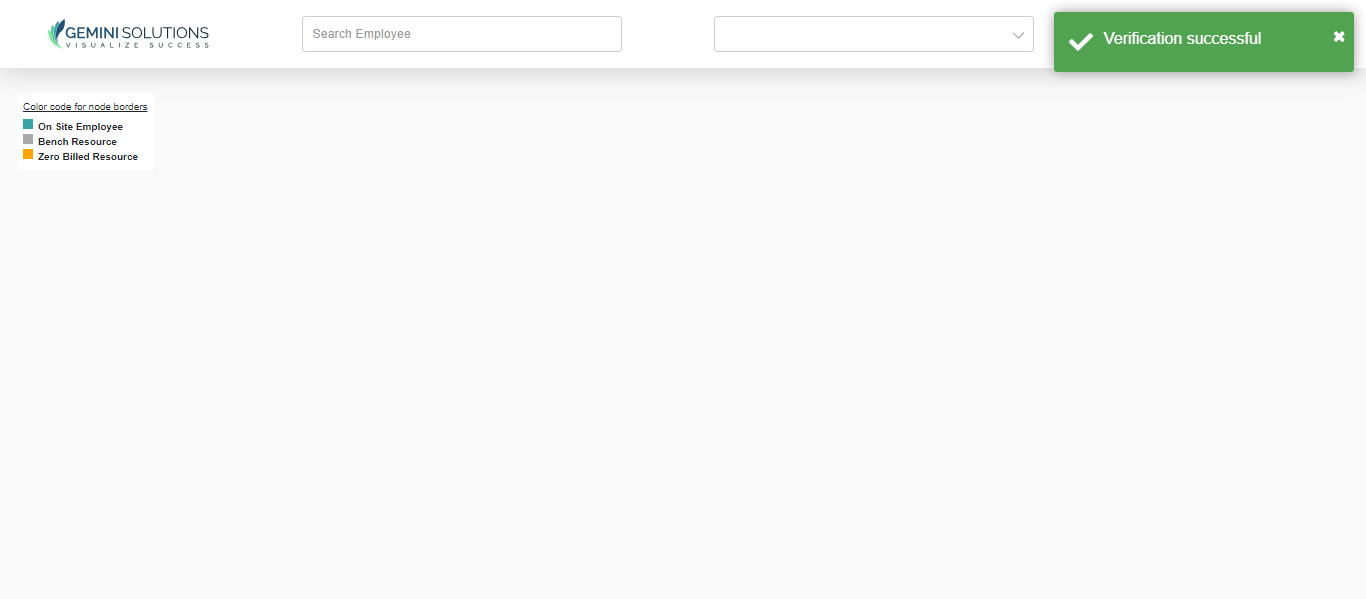 GEMINI SOLUTIONS
VISUALIZE SUCCESS
Search Employee
Verification successful
Color code for node borders
On Site Employee
Bench Resource
Zero Billed Resource